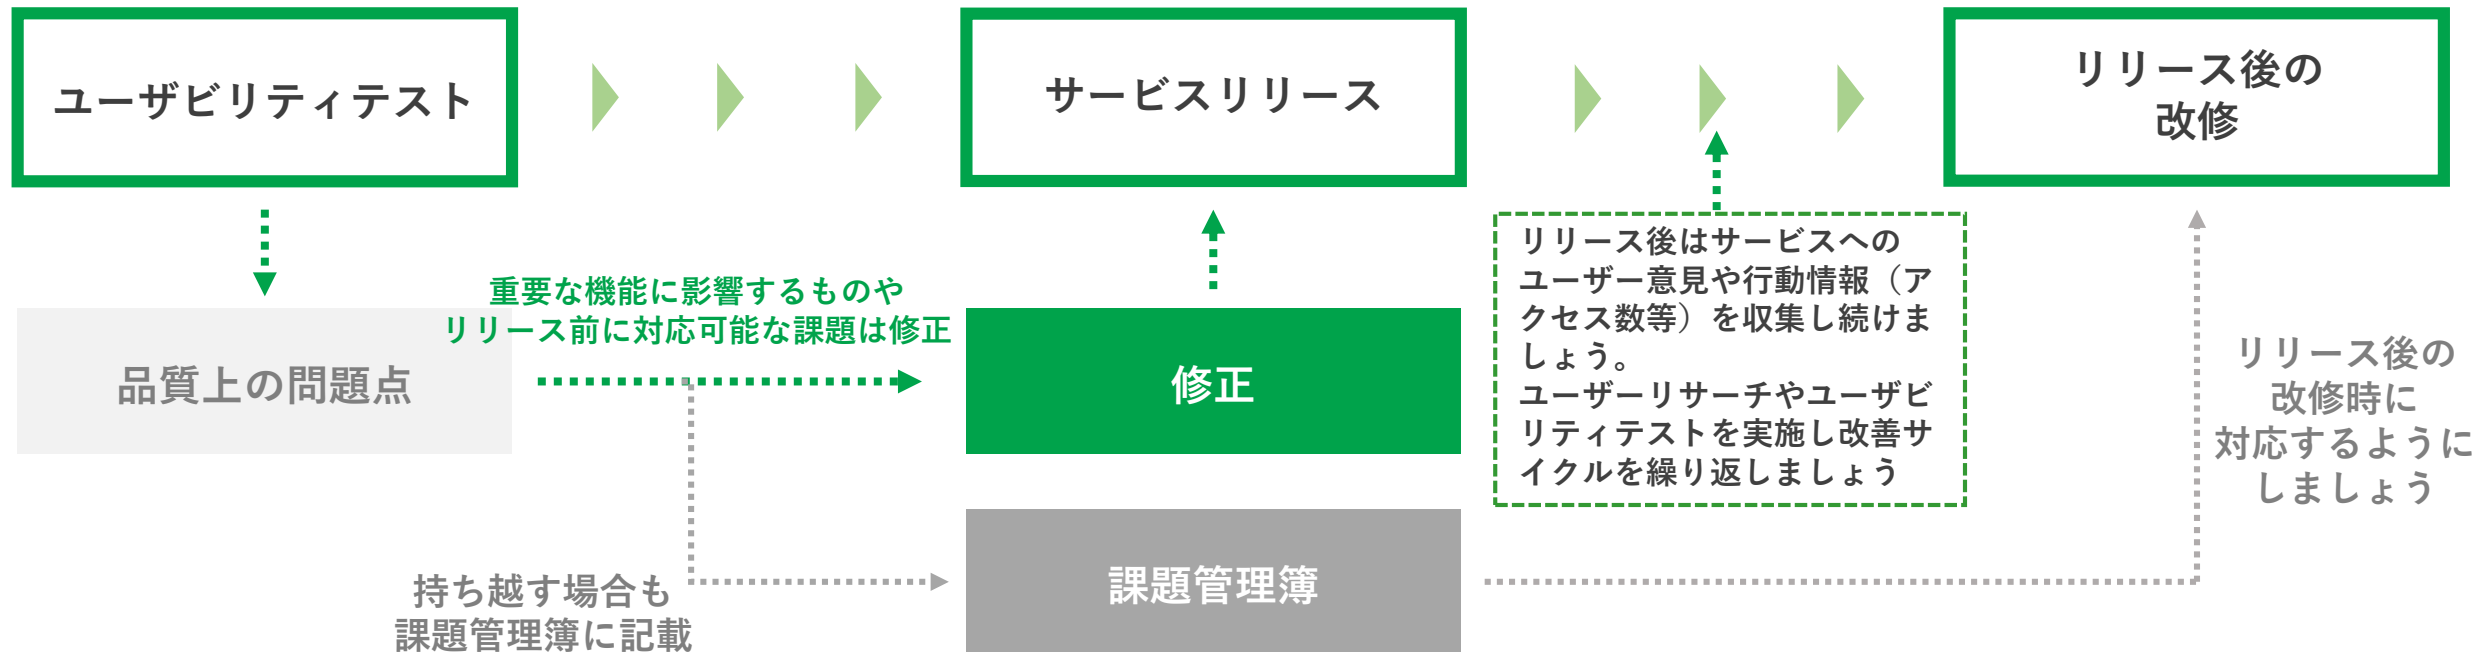 ユーザビリティテスト
サービスリリース
リリース後の
改修
重要な機能に影響するものや
リリース前に対応可能な課題は修正
品質上の問題点
修正
リリース後はサービスへの
ユーザー意見や行動情報（ア
クセス数等）を収集し続けま
しょう。
ユーザーリサーチやユーザビ
リティテストを実施し改善サ
イクルを繰り返しましょう
リリース後の
改修時に
対応するように
しましょう
持ち越す場合も
課題管理簿に記載
課題管理簿